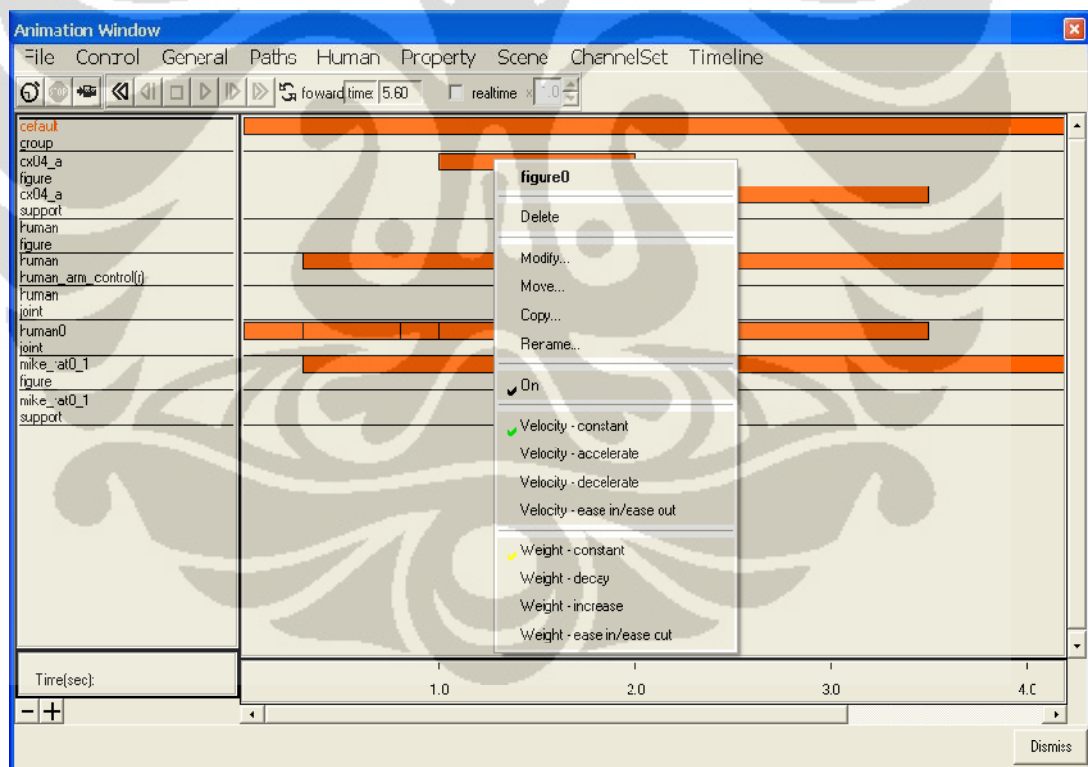 Animation Window
File Control General Paths Human Property Scene ChannelSet Timeline
STOP foward time: 5.60 realtime x 1.0
default
group
cx04_a
figure
cx04_a
support
human
figure
human
human_arm_control(r)
human
joint
human0
joint
mike_rat0_1
figure
mike_rat0_1
support
figure0
Delete
Modify...
Move...
Copy...
Rename...
On
Velocity - constant
Velocity - accelerate
Velocity - decelerate
Velocity - ease in/ease out
Weight - constant
Weight - decay
Weight - increase
Weight - ease in/ease out
Time(sec): 1.0 2.0 3.0 4.0
Dismiss